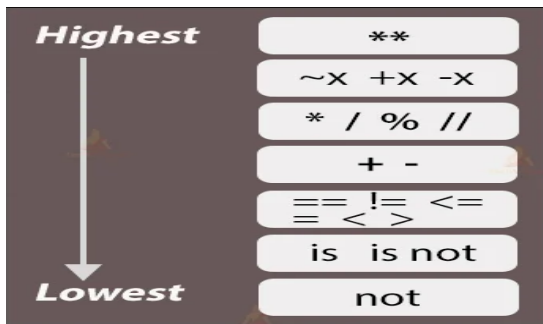 Highest
**
~x +x -x
* / % //
+ -
== != <=
= < >
is is not
Lowest
not